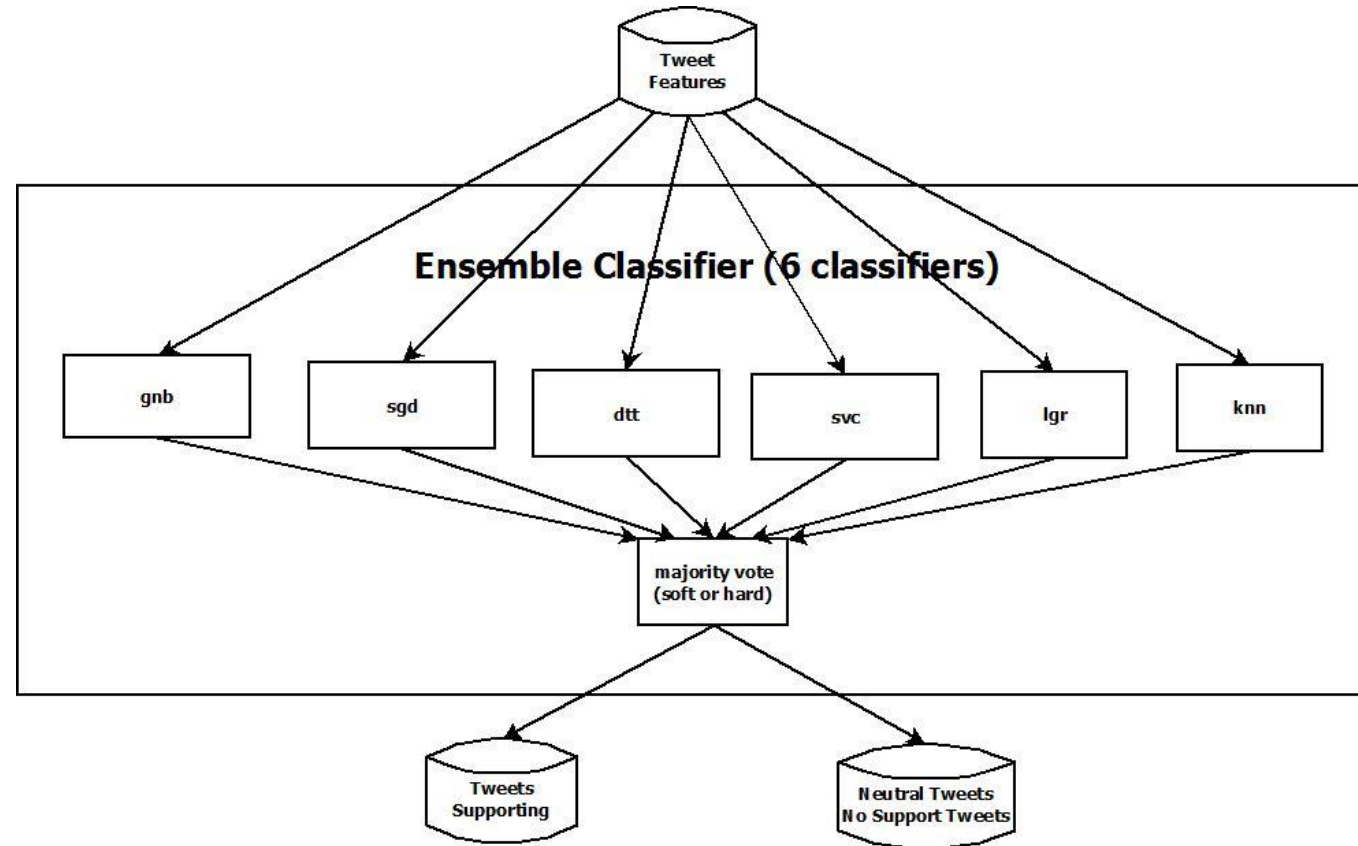 Tweet
Features
Ensemble Classifier (6 classifiers)
gnb
sgd
dtt
svc
lgr
knn
majority vote
(soft or hard)
Tweets
Supporting
Neutral Tweets
No Support Tweets